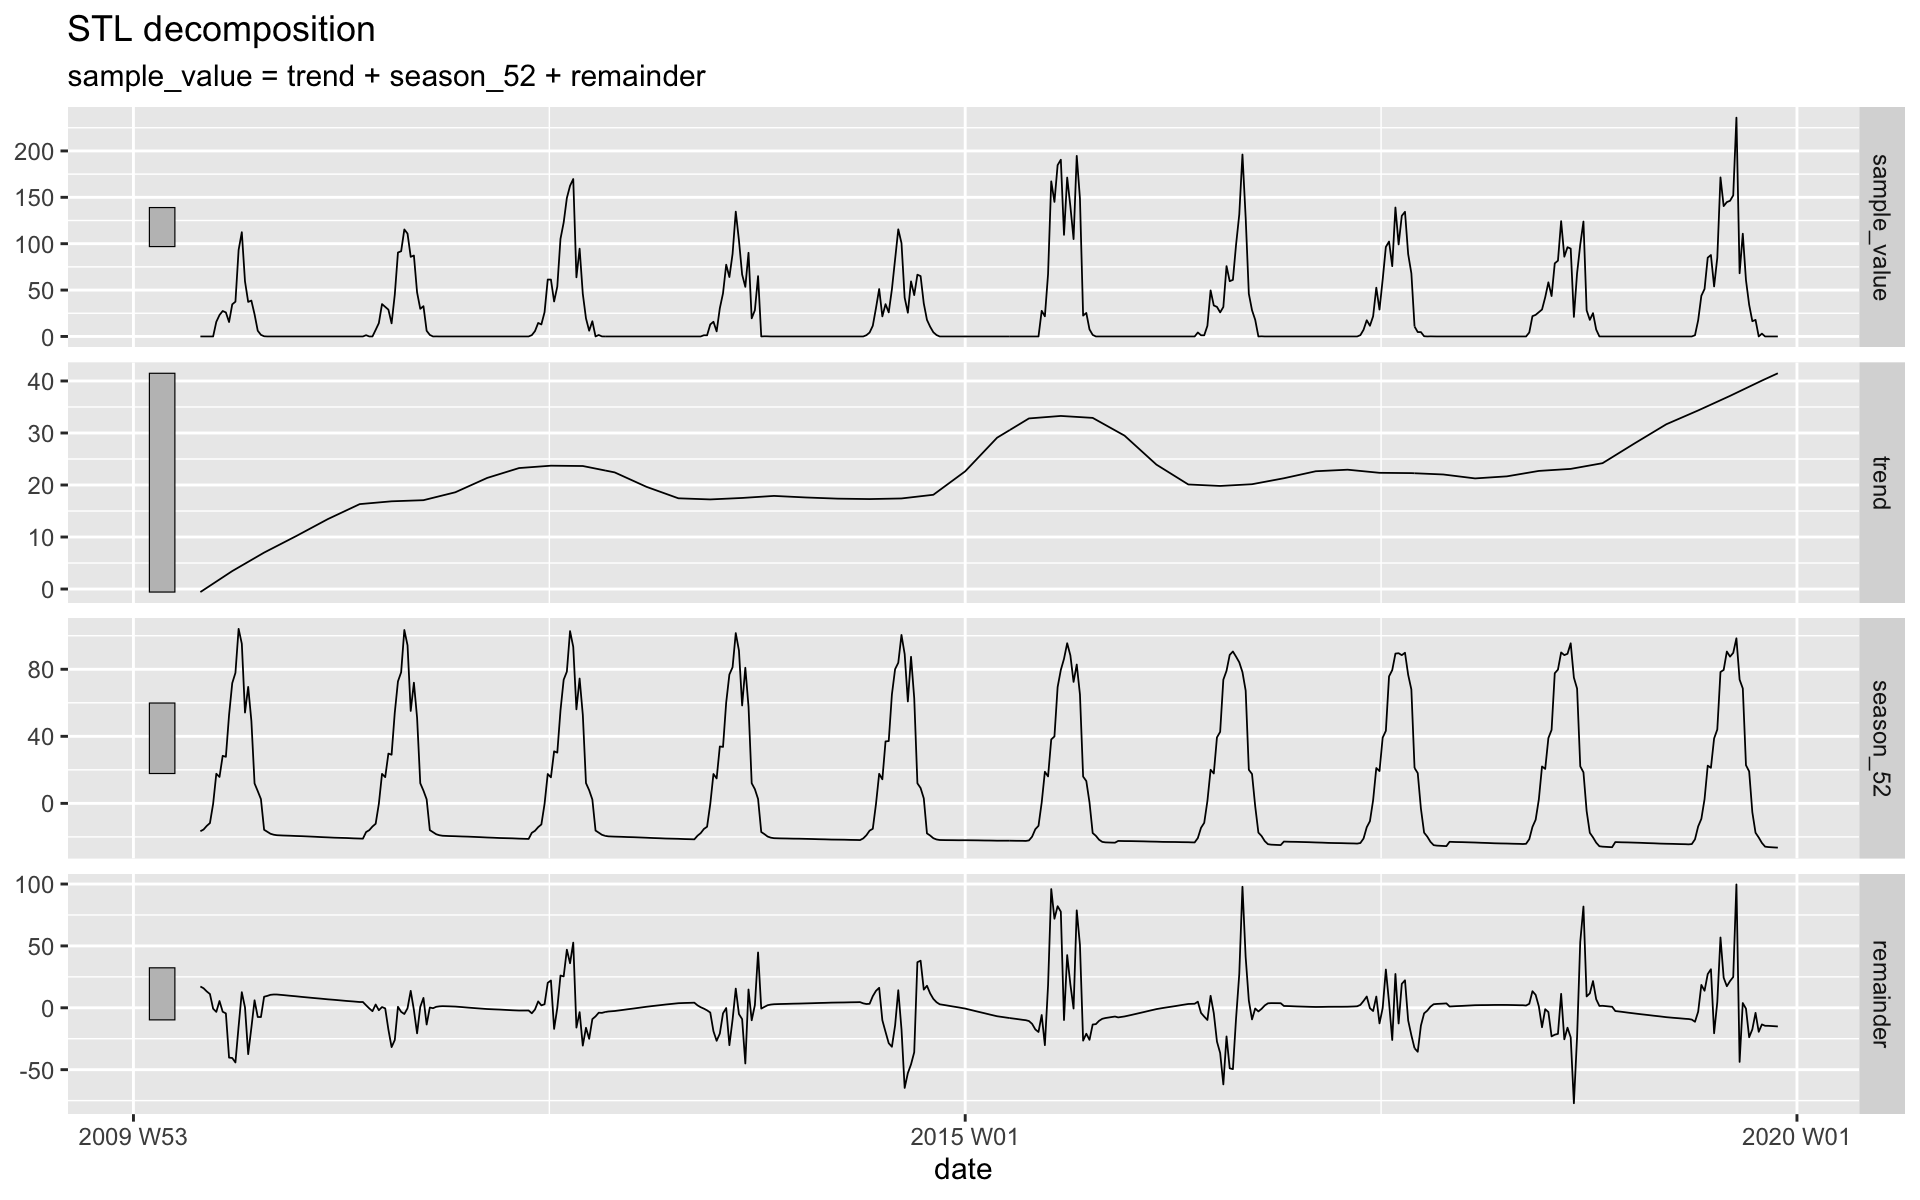 STL decomposition
sample_value = trend + season_52 + remainder
200
150
100
50
0
sample_value
40
30
20
10
0
trend
80
40
0
season_52
100
50
0
-50
remainder
2009 W53
2015 W01
2020 W01
date